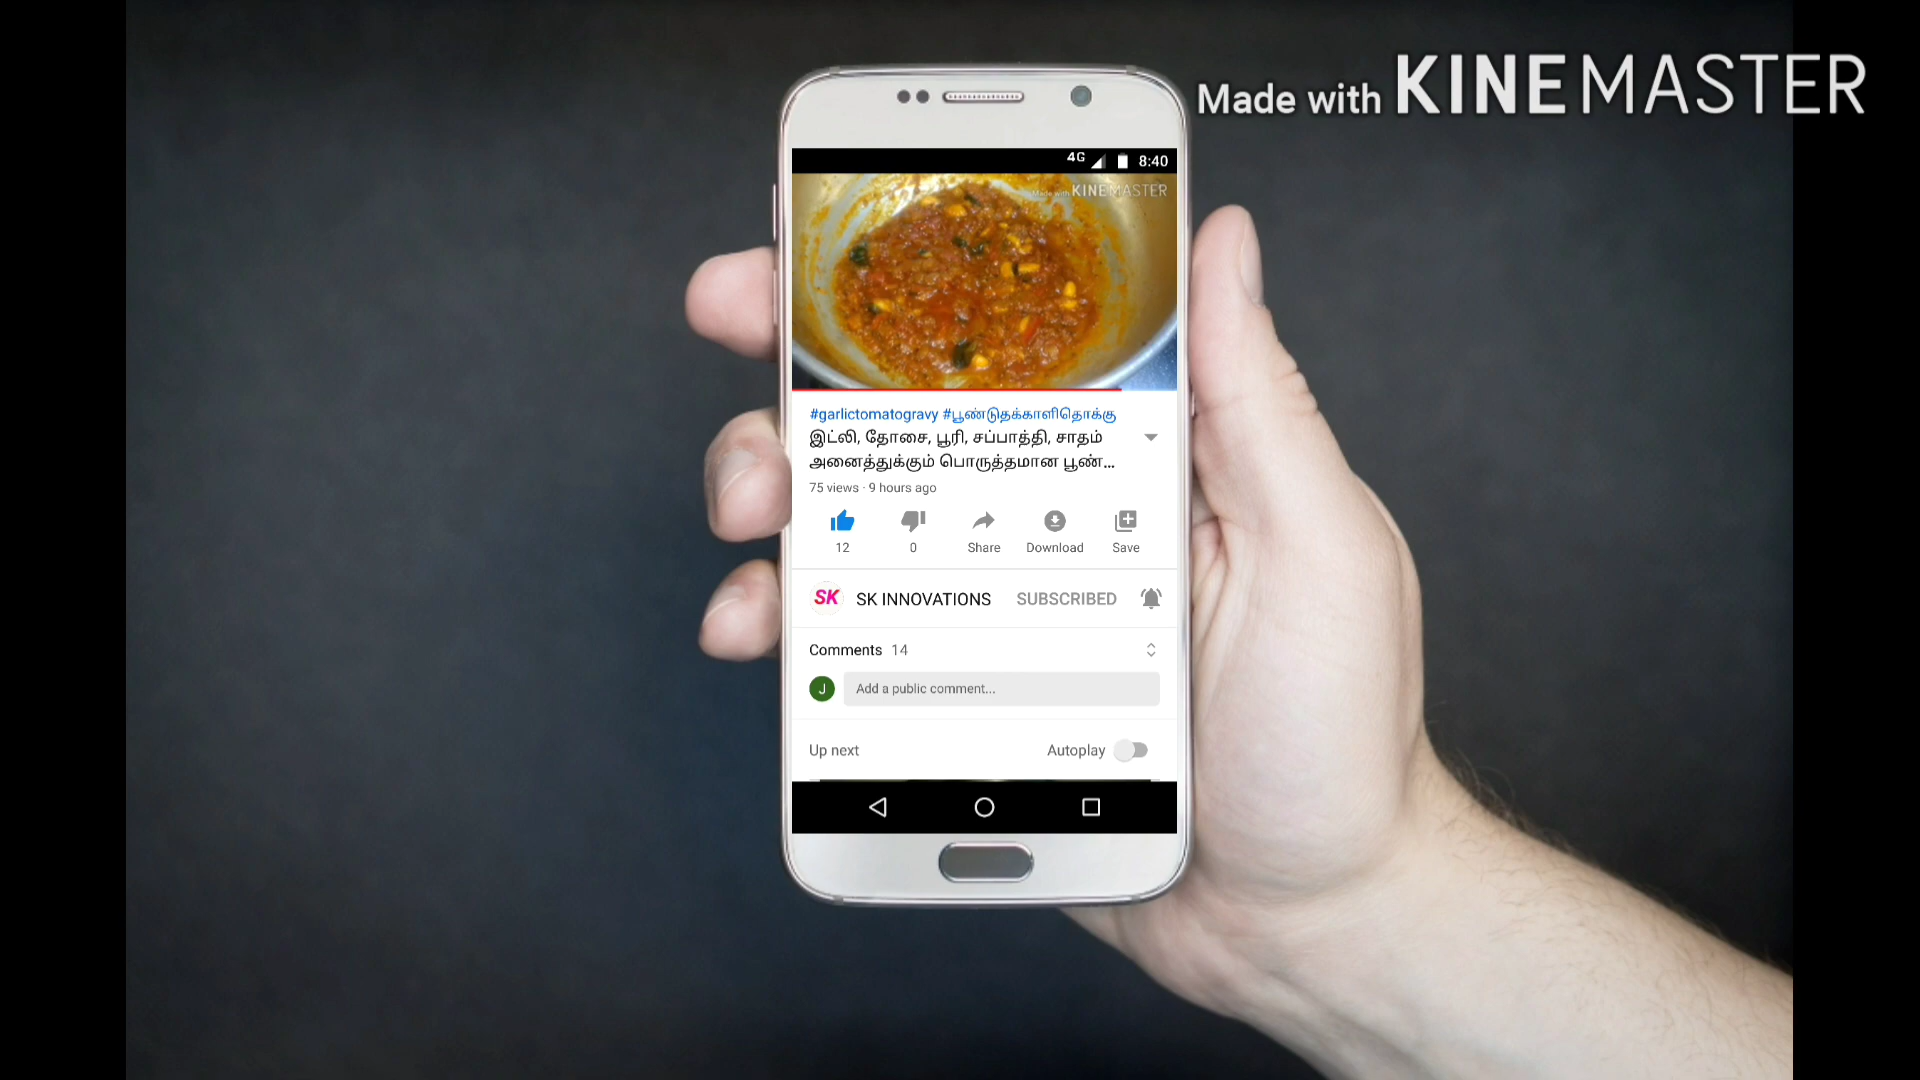 Made with KINEMASTER
4G 8:40
Made with KINEMASTER
#garlictomatogravy #பூண்டுதக்காளிதொக்கு
இட்லி, தோசை, பூரி, சப்பாத்தி, சாதம்
அனைத்துக்கும் பொருத்தமான பூண்...
75 views · 9 hours ago
12 0 Share Download Save
SK SK INNOVATIONS SUBSCRIBED
Comments 14
J Add a public comment...
Up next Autoplay